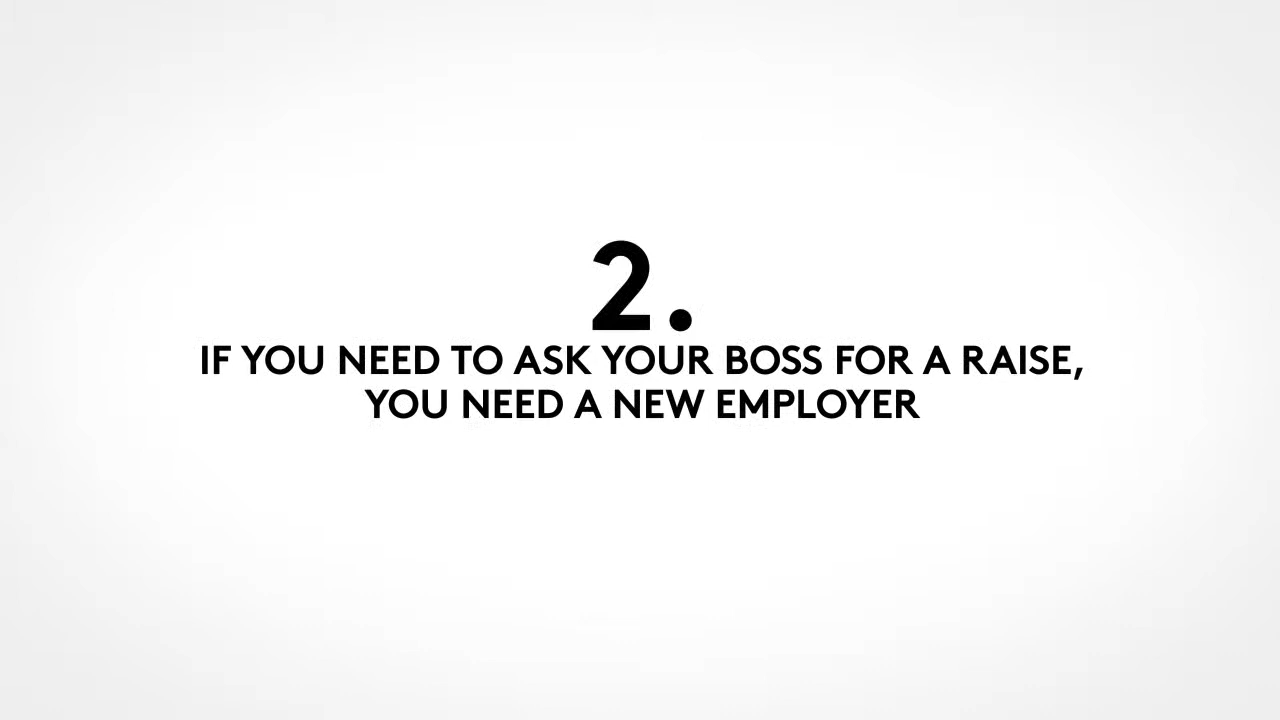 2.
IF YOU NEED TO ASK YOUR BOSS FOR A RAISE,
YOU NEED A NEW EMPLOYER